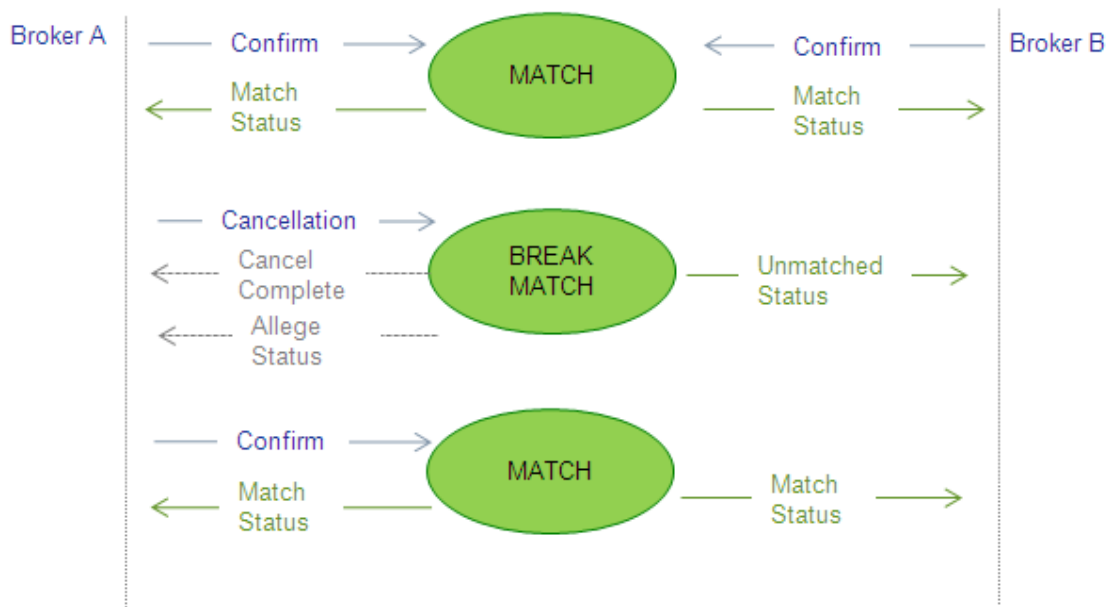 Broker A
Confirm
MATCH
Confirm
Broker B
Match
Status
Match
Status
Cancellation
Cancel
Complete
BREAK
MATCH
Unmatched
Status
Allege
Status
Confirm
MATCH
Match
Status
Match
Status